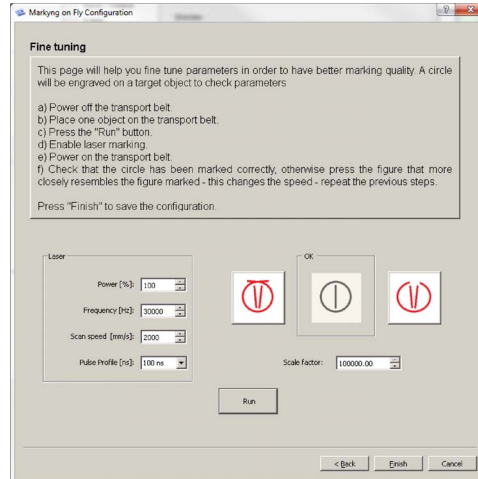 Markyng on Fly Configuration
Fine tuning
This page will help you fine tune parameters in order to have better marking quality. A circle
will be engraved on a target object to check parameters
a) Power off the transport belt.
b) Place one object on the transport belt.
c) Press the "Run" button.
d) Enable laser marking.
e) Power on the transport belt.
f) Check that the circle has been marked correctly, otherwise press the figure that more
closely resembles the figure marked - this changes the speed - repeat the previous steps.
Press "Finish" to save the configuration.
Laser
OK
Power [%]: 100
Frequency [Hz]: 30000
Scan speed [mm/s]: 2000
Pulse Profile [ns]: 100 ns
Scale factor: 100000.00
Run
< Back Finish Cancel